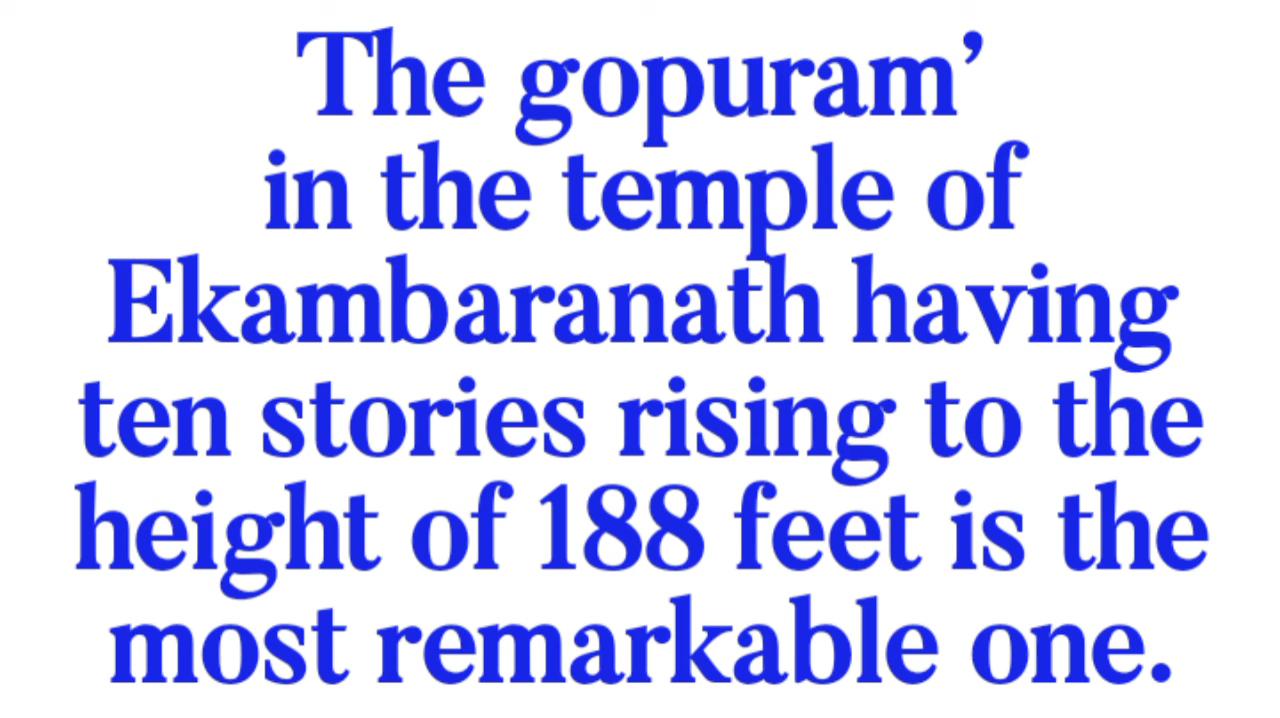 The gopuram’
in the temple of
Ekambaranath having
ten stories rising to the
height of 188 feet is the
most remarkable one.